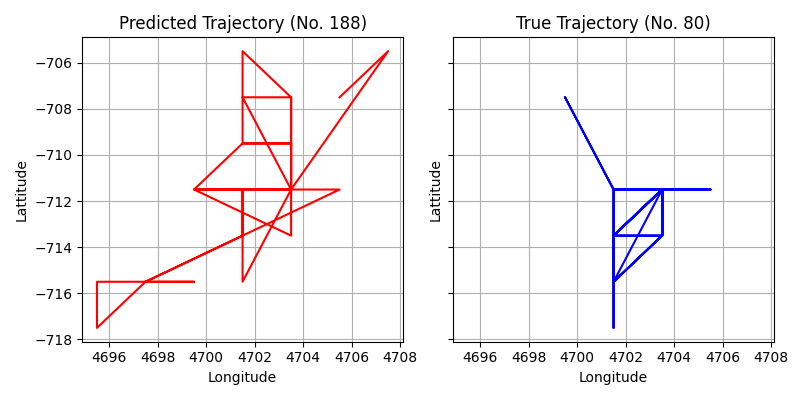 Predicted Trajectory (No. 188)
True Trajectory (No. 80)
−706
−708
−710
−712
−714
−716
−718
Lattitude
Lattitude
4696 4698 4700 4702 4704 4706 4708
4696 4698 4700 4702 4704 4706 4708
Longitude
Longitude